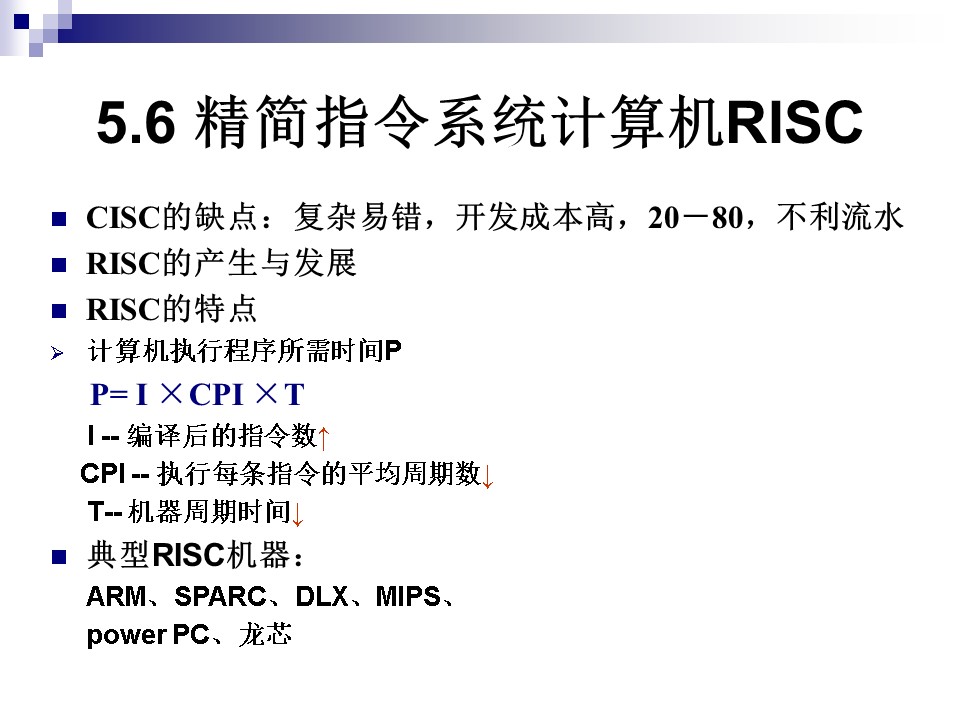 5.6 精简指令系统计算机RISC
CISC的缺点：复杂易错，开发成本高，20－80，不利流水
RISC的产生与发展
RISC的特点
计算机执行程序所需时间P
P= I ×CPI ×T
I -- 编译后的指令数↑
CPI -- 执行每条指令的平均周期数↓
T-- 机器周期时间↓
典型RISC机器：
ARM、SPARC、DLX、MIPS、
power PC、龙芯